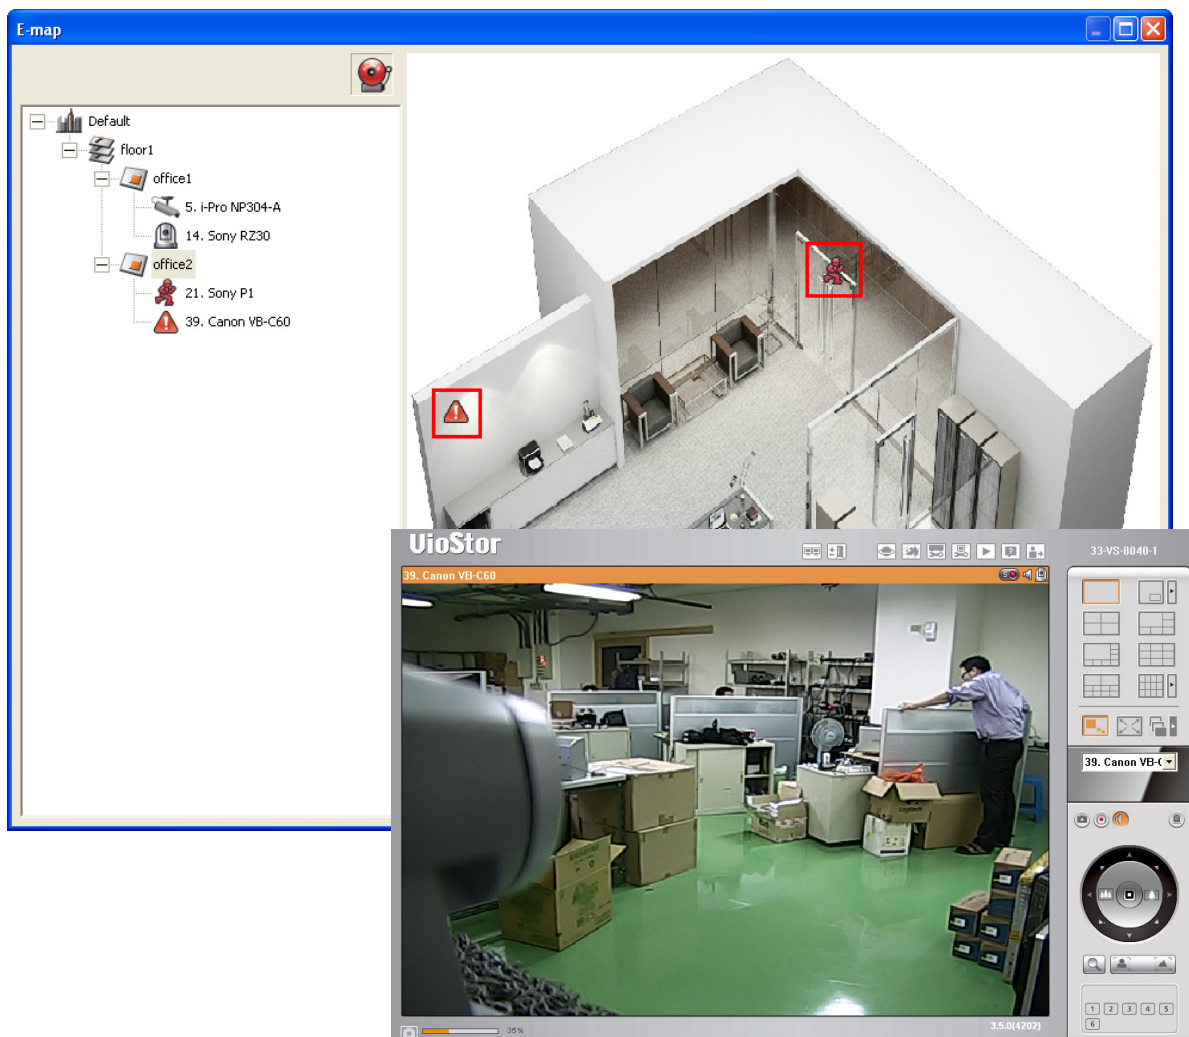 E-map
Default
floor1
office1
5. i-Pro NP304-A
14. Sony RZ30
office2
21. Sony P1
39. Canon VB-C60
VioStor
33-VS-8040-1
39. Canon VB-C60
39. Canon VB-(
1 2 3 4 5
6
35%
3.5.0(4202)